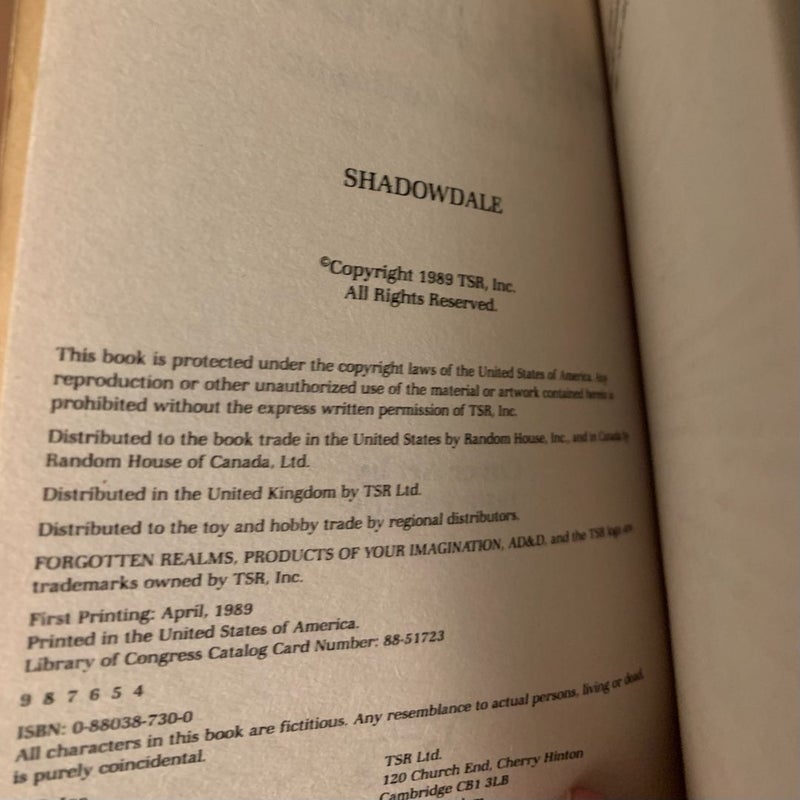 SHADOWDALE
©Copyright 1989 TSR, Inc.
All Rights Reserved.
This book is protected under the copyright laws of the United States of America. Any
reproduction or other unauthorized use of the material or artwork contained herein is
prohibited without the express written permission of TSR, Inc.
Distributed to the book trade in the United States by Random House, Inc., and in Canada by
Random House of Canada, Ltd.
Distributed in the United Kingdom by TSR Ltd.
Distributed to the toy and hobby trade by regional distributors.
FORGOTTEN REALMS, PRODUCTS OF YOUR IMAGINATION, AD&D, and the TSR logo are
trademarks owned by TSR, Inc.
First Printing: April, 1989
Printed in the United States of America.
Library of Congress Catalog Card Number: 88-51723
9 8 7 6 5 4
ISBN: 0-88038-730-0
All characters in this book are fictitious. Any resemblance to actual persons, living or dead,
is purely coincidental.
TSR Ltd.
120 Church End, Cherry Hinton
Cambridge CB1 3LB